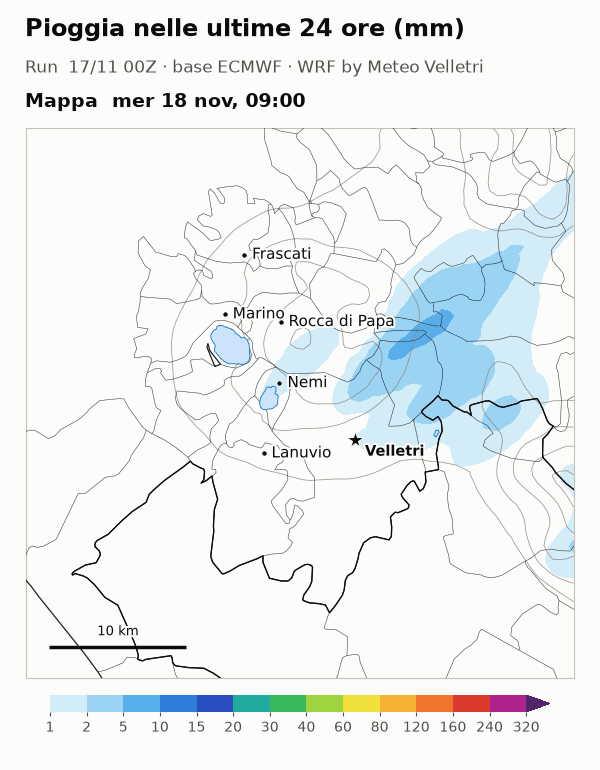 Pioggia nelle ultime 24 ore (mm)
Run  17/11 00Z · base ECMWF · WRF by Meteo Velletri
Mappa  mer 18 nov, 09:00
Frascati
Marino
Rocca di Papa
Nemi
Velletri
Lanuvio
10 km
1 2 5 10 15 20 30 40 60 80 120 160 240 320